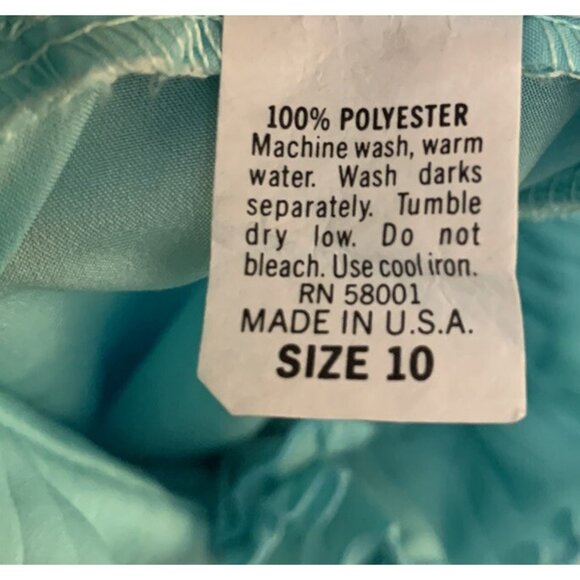 100% POLYESTER
Machine wash, warm
water. Wash darks
separately. Tumble
dry low. Do not
bleach. Use cool iron.
RN 58001
MADE IN U.S.A.
SIZE 10